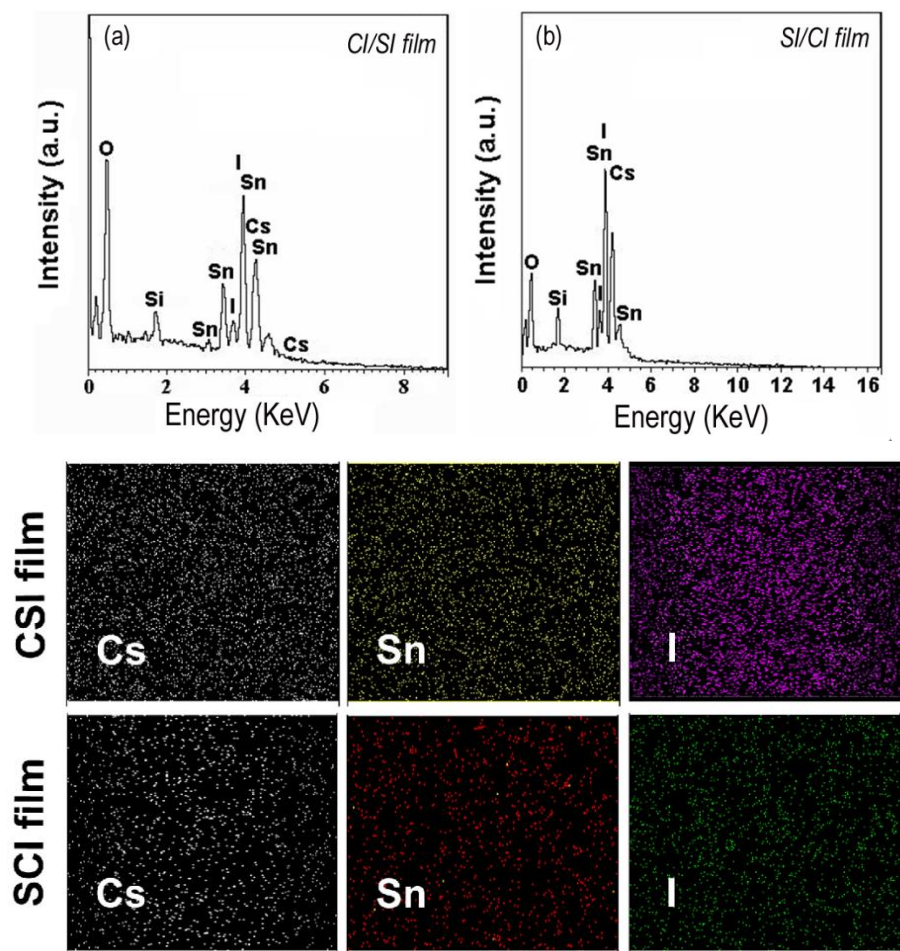 (a)
CI/SI film
Intensity (a.u.)
O
Si
Sn
Sn
I
I
Sn
Cs
Sn
Cs
0 2 4 6 8
Energy (KeV)
(b)
SI/CI film
Intensity (a.u.)
O
Si
Sn
I
I
Sn
Cs
Sn
0 2 4 6 8 10 12 14 16
Energy (KeV)
CSI film
Cs
Sn
I
SCI film
Cs
Sn
I